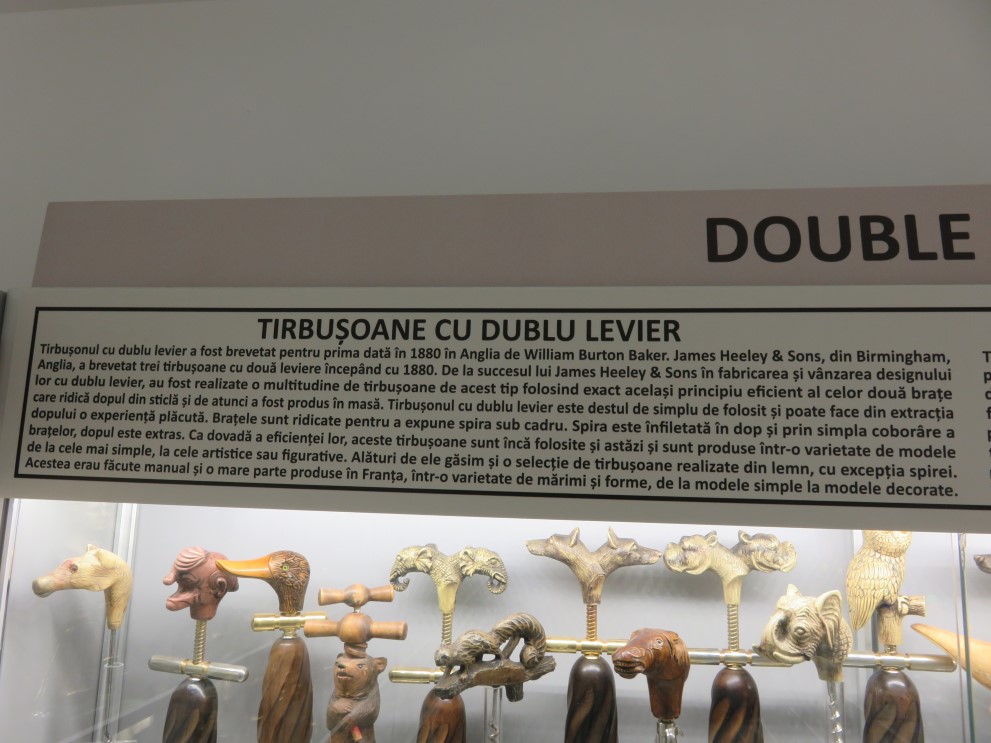 DOUBLE
TIRBUȘOANE CU DUBLU LEVIER
Tirbușonul cu dublu levier a fost brevetat pentru prima dată în 1880 în Anglia de William Burton Baker. James Heeley & Sons, din Birmingham,
Anglia, a brevetat trei tirbușoane cu două leviere începând cu 1880. De la succesul lui James Heeley & Sons în fabricarea și vânzarea designului
lor cu dublu levier, au fost realizate o multitudine de tirbușoane de acest tip folosind exact același principiu eficient al celor două brațe
care ridică dopul din sticlă și de atunci a fost produs în masă. Tirbușonul cu dublu levier este destul de simplu de folosit și poate face din extracția
dopului o experiență plăcută. Brațele sunt ridicate pentru a expune spira sub cadru. Spira este înfiletată în dop și prin simpla coborâre a
brațelor, dopul este extras. Ca dovadă a eficienței lor, aceste tirbușoane sunt încă folosite și astăzi și sunt produse într-o varietate de modele
de la cele mai simple, la cele artistice sau figurative. Alături de ele găsim și o selecție de tirbușoane realizate din lemn, cu excepția spirei.
Acestea erau făcute manual și o mare parte produse în Franța, într-o varietate de mărimi și forme, de la modele simple la modele decorate.